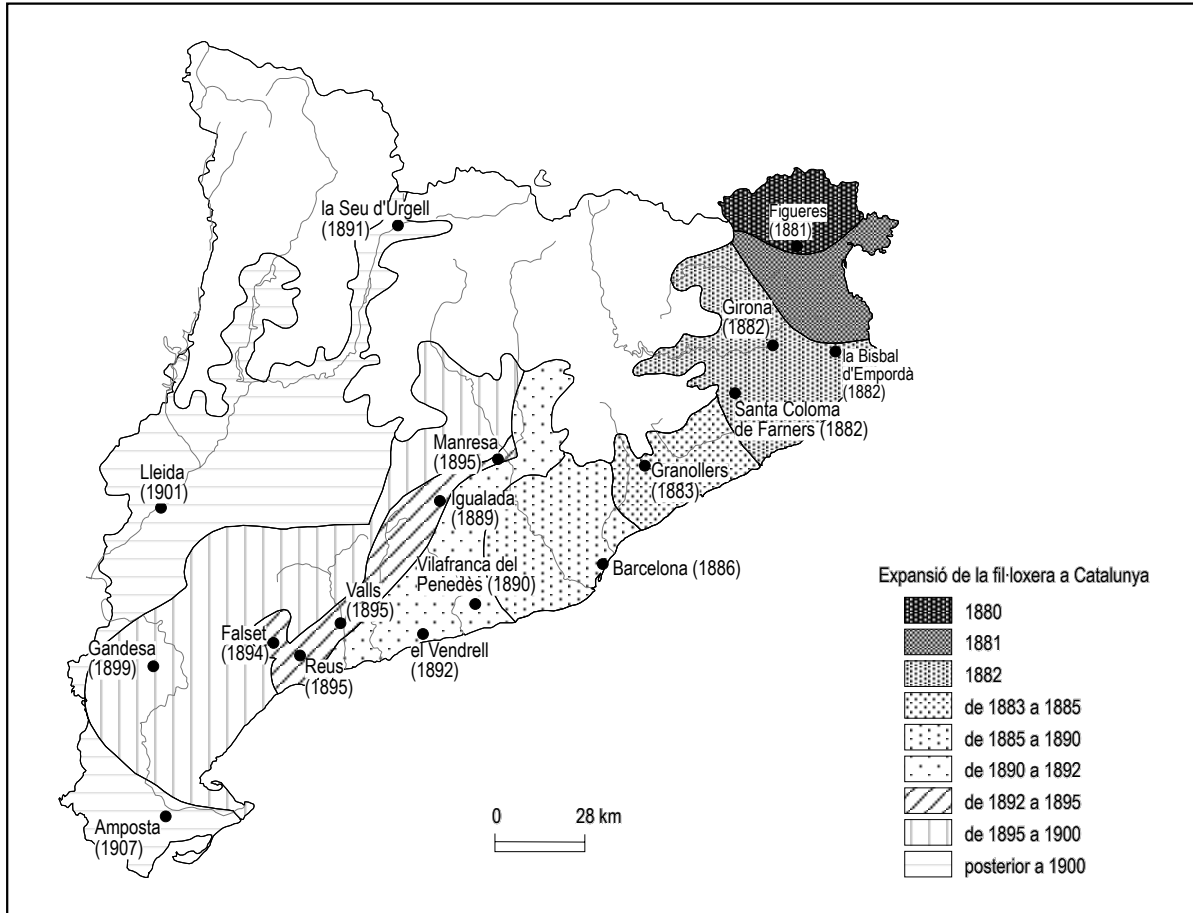 la Seu d'Urgell
(1891)
Figueres
(1881)
Girona
(1882)
la Bisbal
d'Empordà
(1882)
Santa Coloma
de Farners (1882)
Manresa
(1895)
Granollers
(1883)
Lleida
(1901)
Igualada
(1889)
Vilafranca del
Penedès (1890)
Barcelona (1886)
Valls
(1895)
Falset
(1894)
Gandesa
(1899)
Reus
(1895)
el Vendrell
(1892)
Amposta
(1907)
0 28 km
Expansió de la fil·loxera a Catalunya
1880
1881
1882
de 1883 a 1885
de 1885 a 1890
de 1890 a 1892
de 1892 a 1895
de 1895 a 1900
posterior a 1900